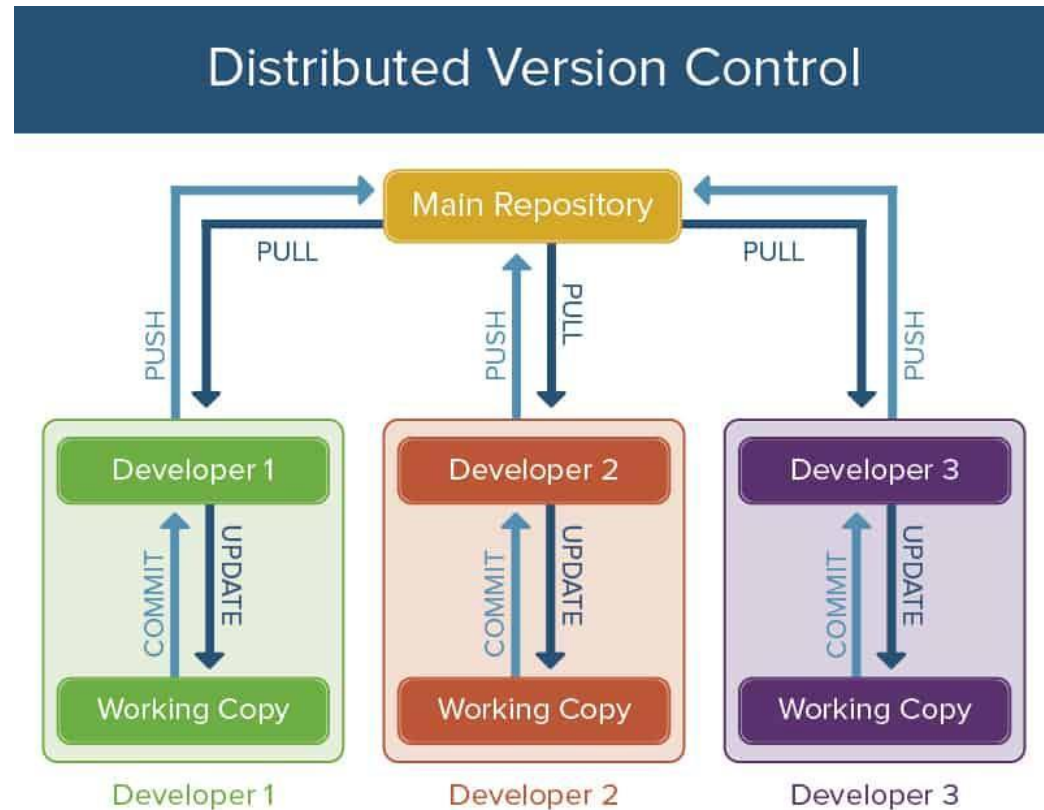 Distributed Version Control
Main Repository
PULL
PULL
PULL
PUSH
PUSH
PUSH
Developer 1
Developer 2
Developer 3
COMMIT
UPDATE
COMMIT
UPDATE
COMMIT
UPDATE
Working Copy
Working Copy
Working Copy
Developer 1
Developer 2
Developer 3